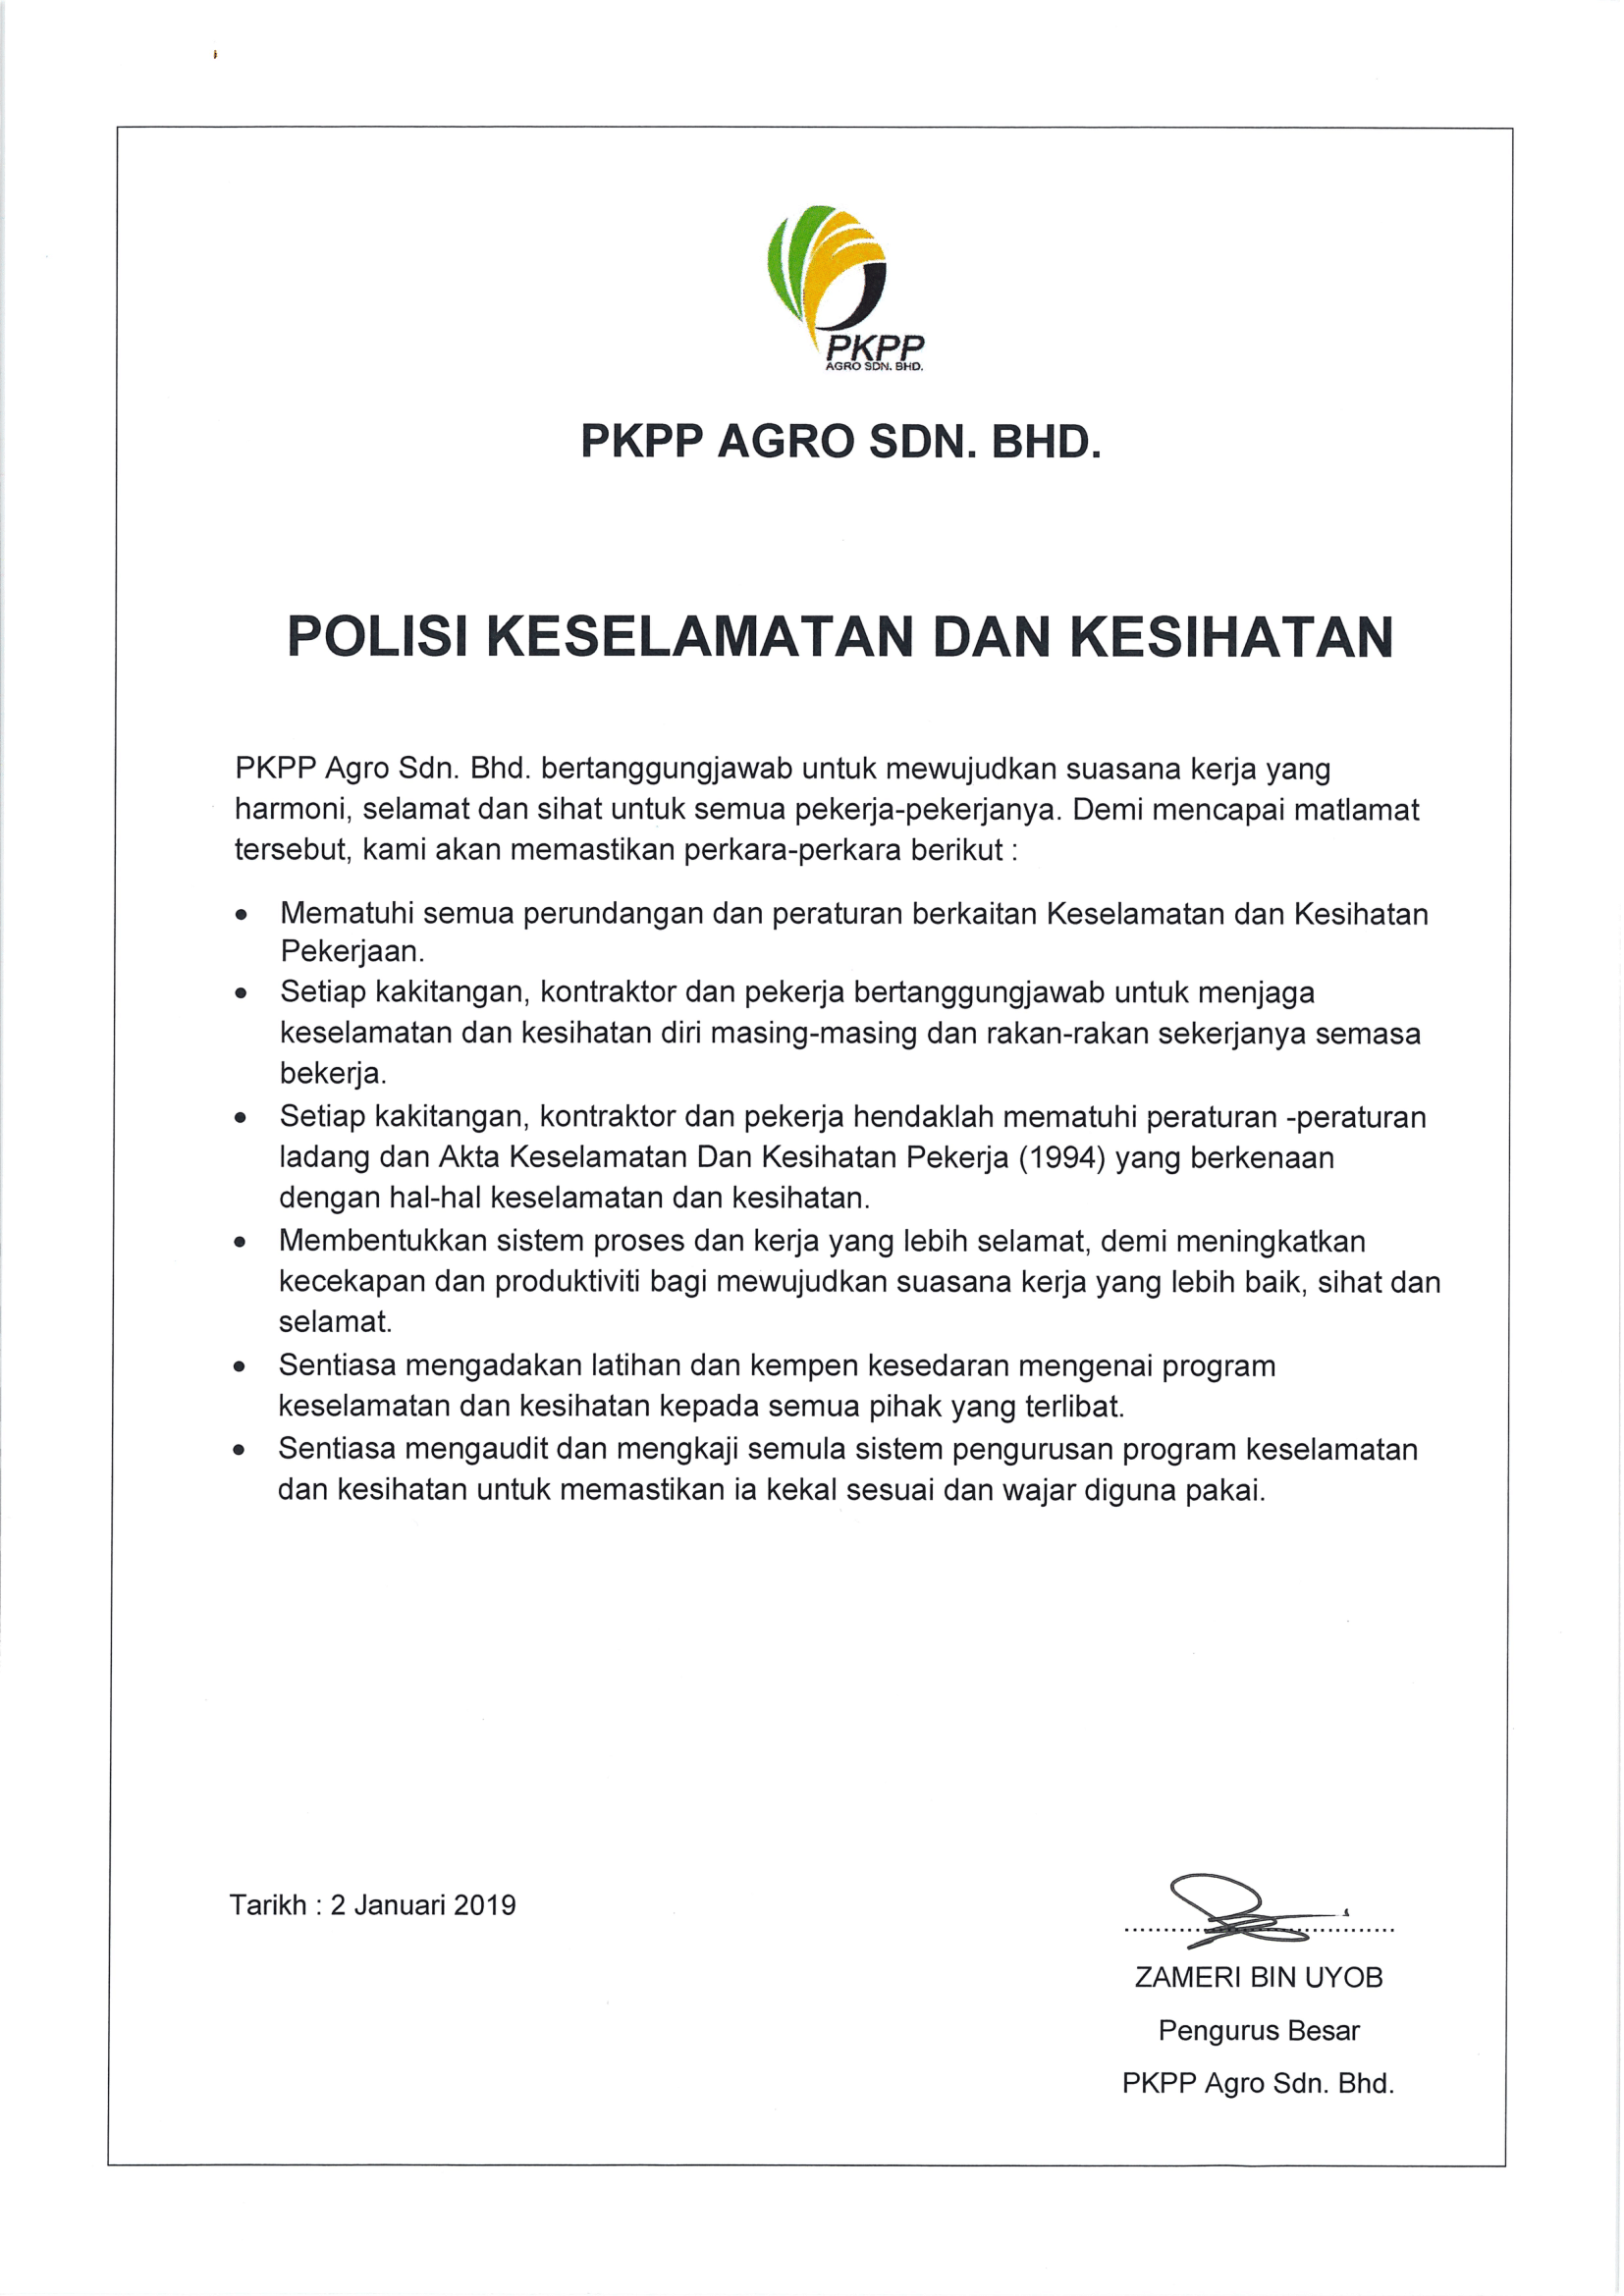 PKPP
AGRO SDN. BHD.
PKPP AGRO SDN. BHD.
POLISI KESELAMATAN DAN KESIHATAN
PKPP Agro Sdn. Bhd. bertanggungjawab untuk mewujudkan suasana kerja yang
harmoni, selamat dan sihat untuk semua pekerja-pekerjanya. Demi mencapai matlamat
tersebut, kami akan memastikan perkara-perkara berikut :
• Mematuhi semua perundangan dan peraturan berkaitan Keselamatan dan Kesihatan
Pekerjaan.
• Setiap kakitangan, kontraktor dan pekerja bertanggungjawab untuk menjaga
keselamatan dan kesihatan diri masing-masing dan rakan-rakan sekerjanya semasa
bekerja.
• Setiap kakitangan, kontraktor dan pekerja hendaklah mematuhi peraturan -peraturan
ladang dan Akta Keselamatan Dan Kesihatan Pekerja (1994) yang berkenaan
dengan hal-hal keselamatan dan kesihatan.
• Membentukkan sistem proses dan kerja yang lebih selamat, demi meningkatkan
kecekapan dan produktiviti bagi mewujudkan suasana kerja yang lebih baik, sihat dan
selamat.
• Sentiasa mengadakan latihan dan kempen kesedaran mengenai program
keselamatan dan kesihatan kepada semua pihak yang terlibat.
• Sentiasa mengaudit dan mengkaji semula sistem pengurusan program keselamatan
dan kesihatan untuk memastikan ia kekal sesuai dan wajar diguna pakai.
Tarikh : 2 Januari 2019
ZAMERI BIN UYOB
Pengurus Besar
PKPP Agro Sdn. Bhd.